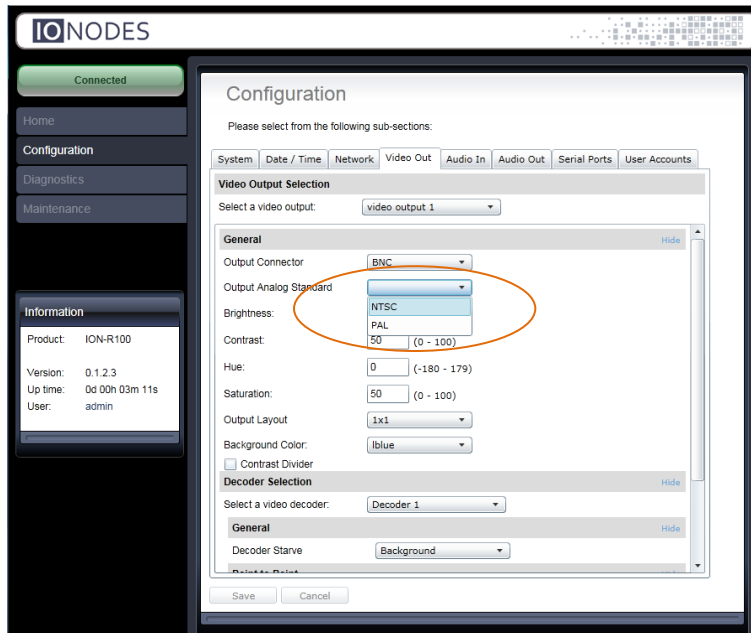 IONODES
Connected
Home
Configuration
Diagnostics
Maintenance
Information
Product: ION-R100
Version: 0.1.2.3
Up time: 0d 00h 03m 11s
User: admin
Configuration
Please select from the following sub-sections:
System Date / Time Network Video Out Audio In Audio Out Serial Ports User Accounts
Video Output Selection
Select a video output: video output 1
General Hide
Output Connector BNC
Output Analog Standard
NTSC
Brightness:
PAL
Contrast: 50 (0 - 100)
Hue: 0 (-180 - 179)
Saturation: 50 (0 - 100)
Output Layout 1x1
Background Color: lblue
Contrast Divider
Decoder Selection Hide
Select a video decoder: Decoder 1
General Hide
Decoder Starve Background
Point to Point
Save Cancel